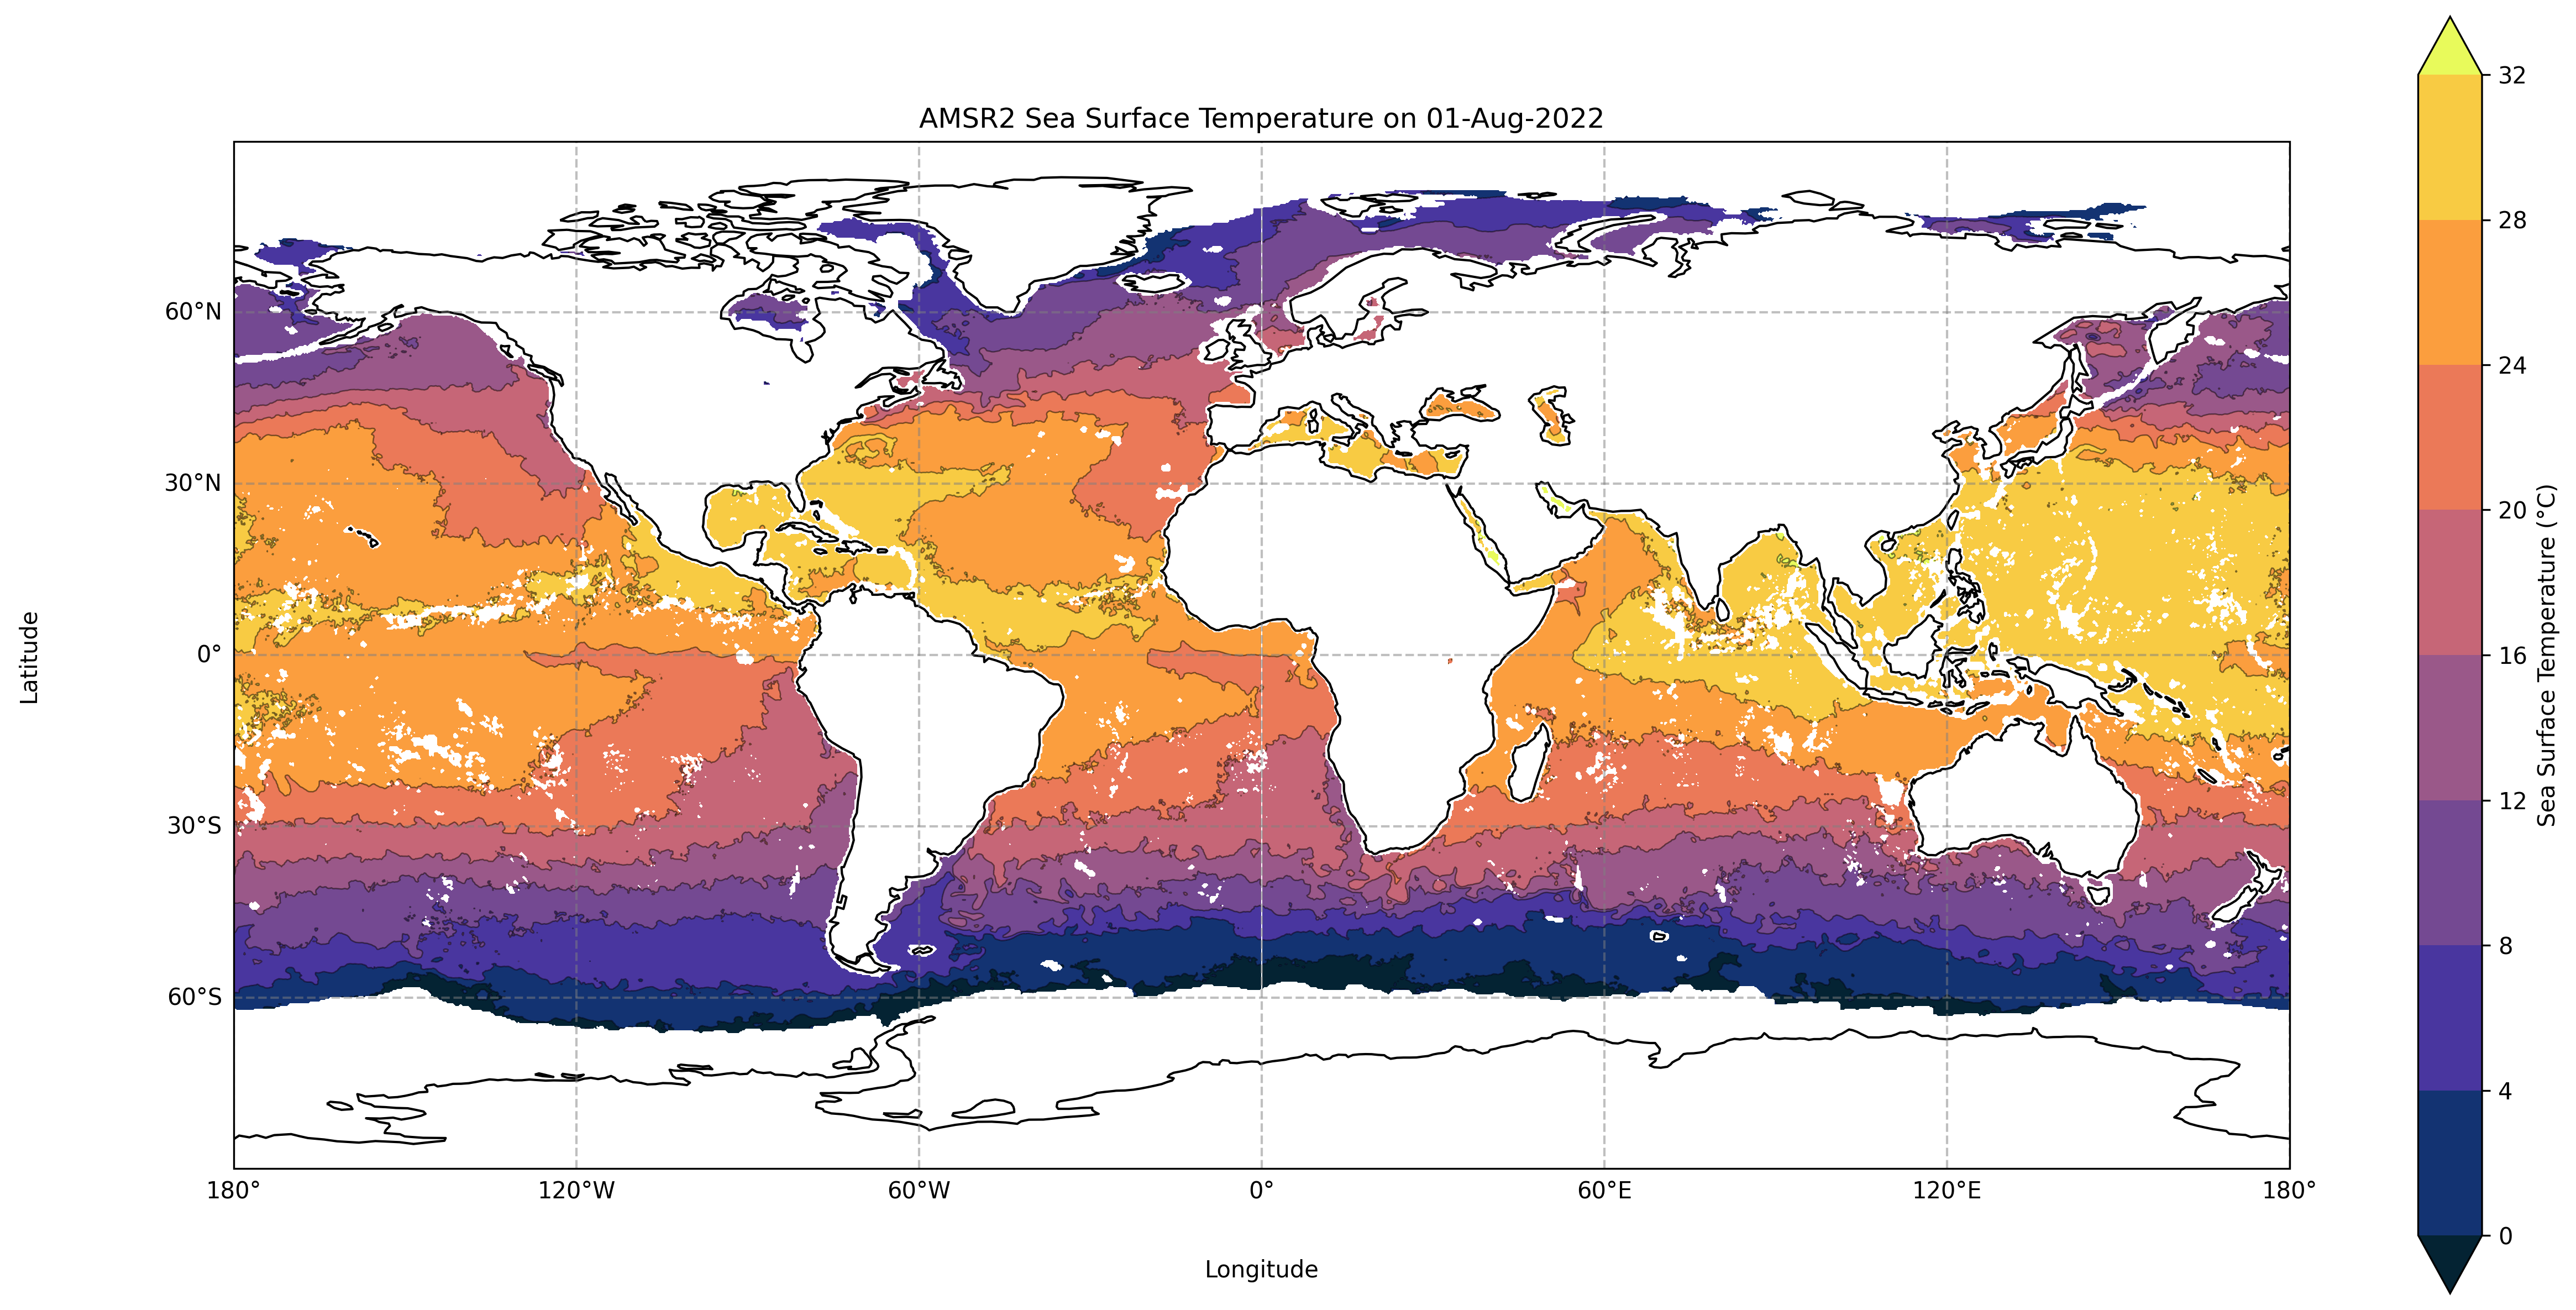 AMSR2 Sea Surface Temperature on 01-Aug-2022
Latitude
60°N
30°N
0°
30°S
60°S
180°
120°W
60°W
0°
60°E
120°E
180°
Longitude
32
28
24
20
16
12
8
4
0
Sea Surface Temperature (°C)